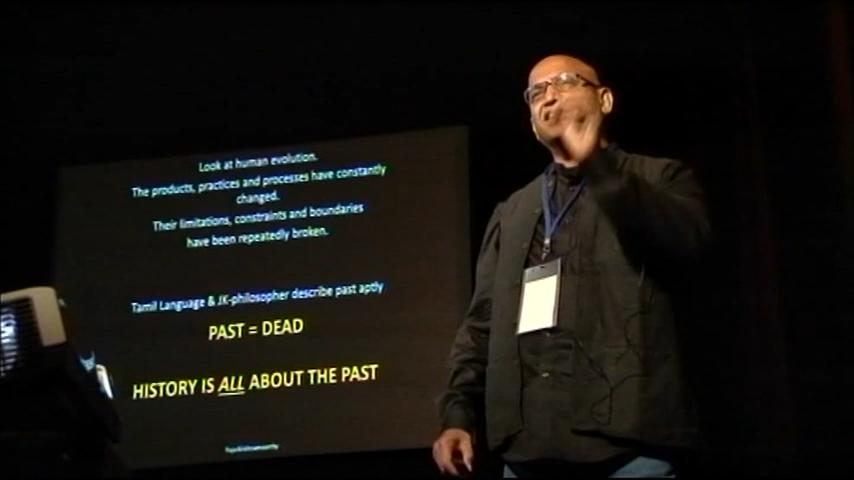 Look at human evolution.
The products, practices and processes have constantly
changed.
Their limitations, constraints and boundaries
have been repeatedly broken.
Tamil Language & JK-philosopher describe past aptly
PAST = DEAD
HISTORY IS ALL ABOUT THE PAST